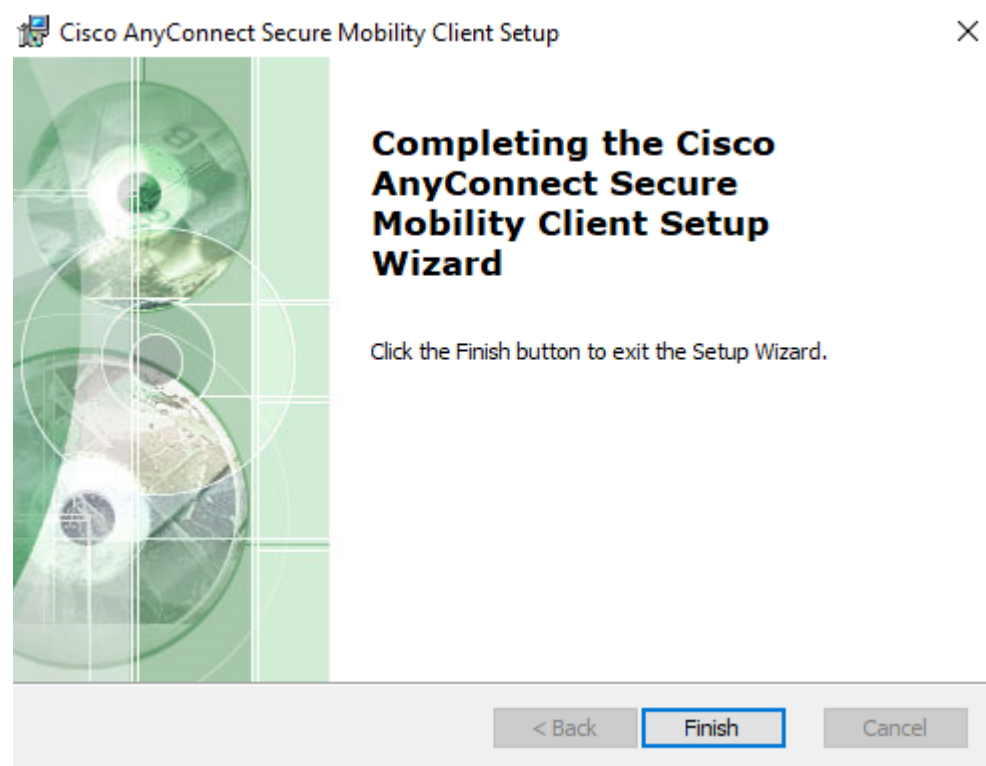 Cisco AnyConnect Secure Mobility Client Setup
Completing the Cisco
AnyConnect Secure
Mobility Client Setup
Wizard
Click the Finish button to exit the Setup Wizard.
< Back
Finish
Cancel